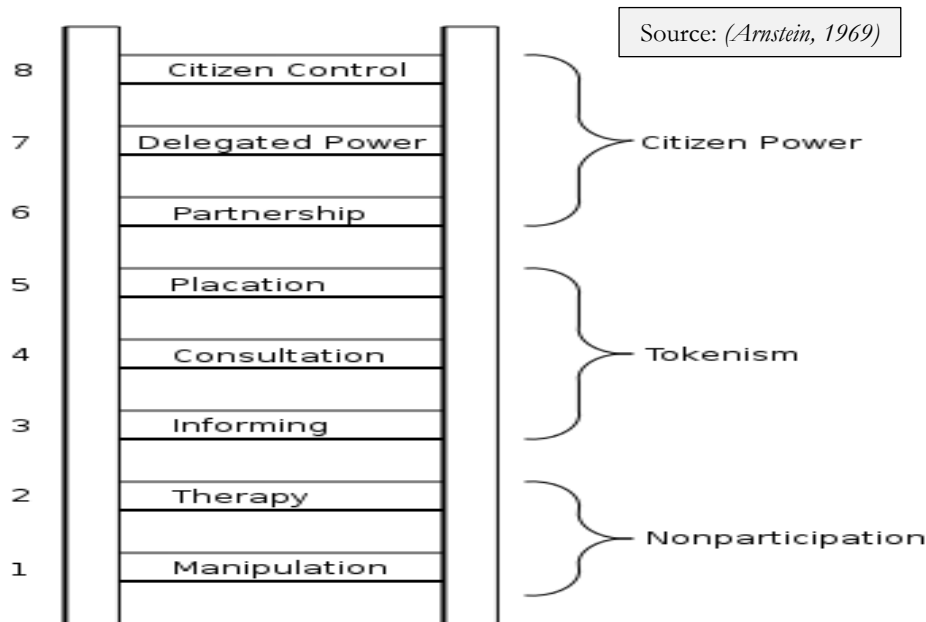 Source: (Arnstein, 1969)
8 Citizen Control
7 Delegated Power Citizen Power
6 Partnership
5 Placation
4 Consultation Tokenism
3 Informing
2 Therapy
Nonparticipation
1 Manipulation